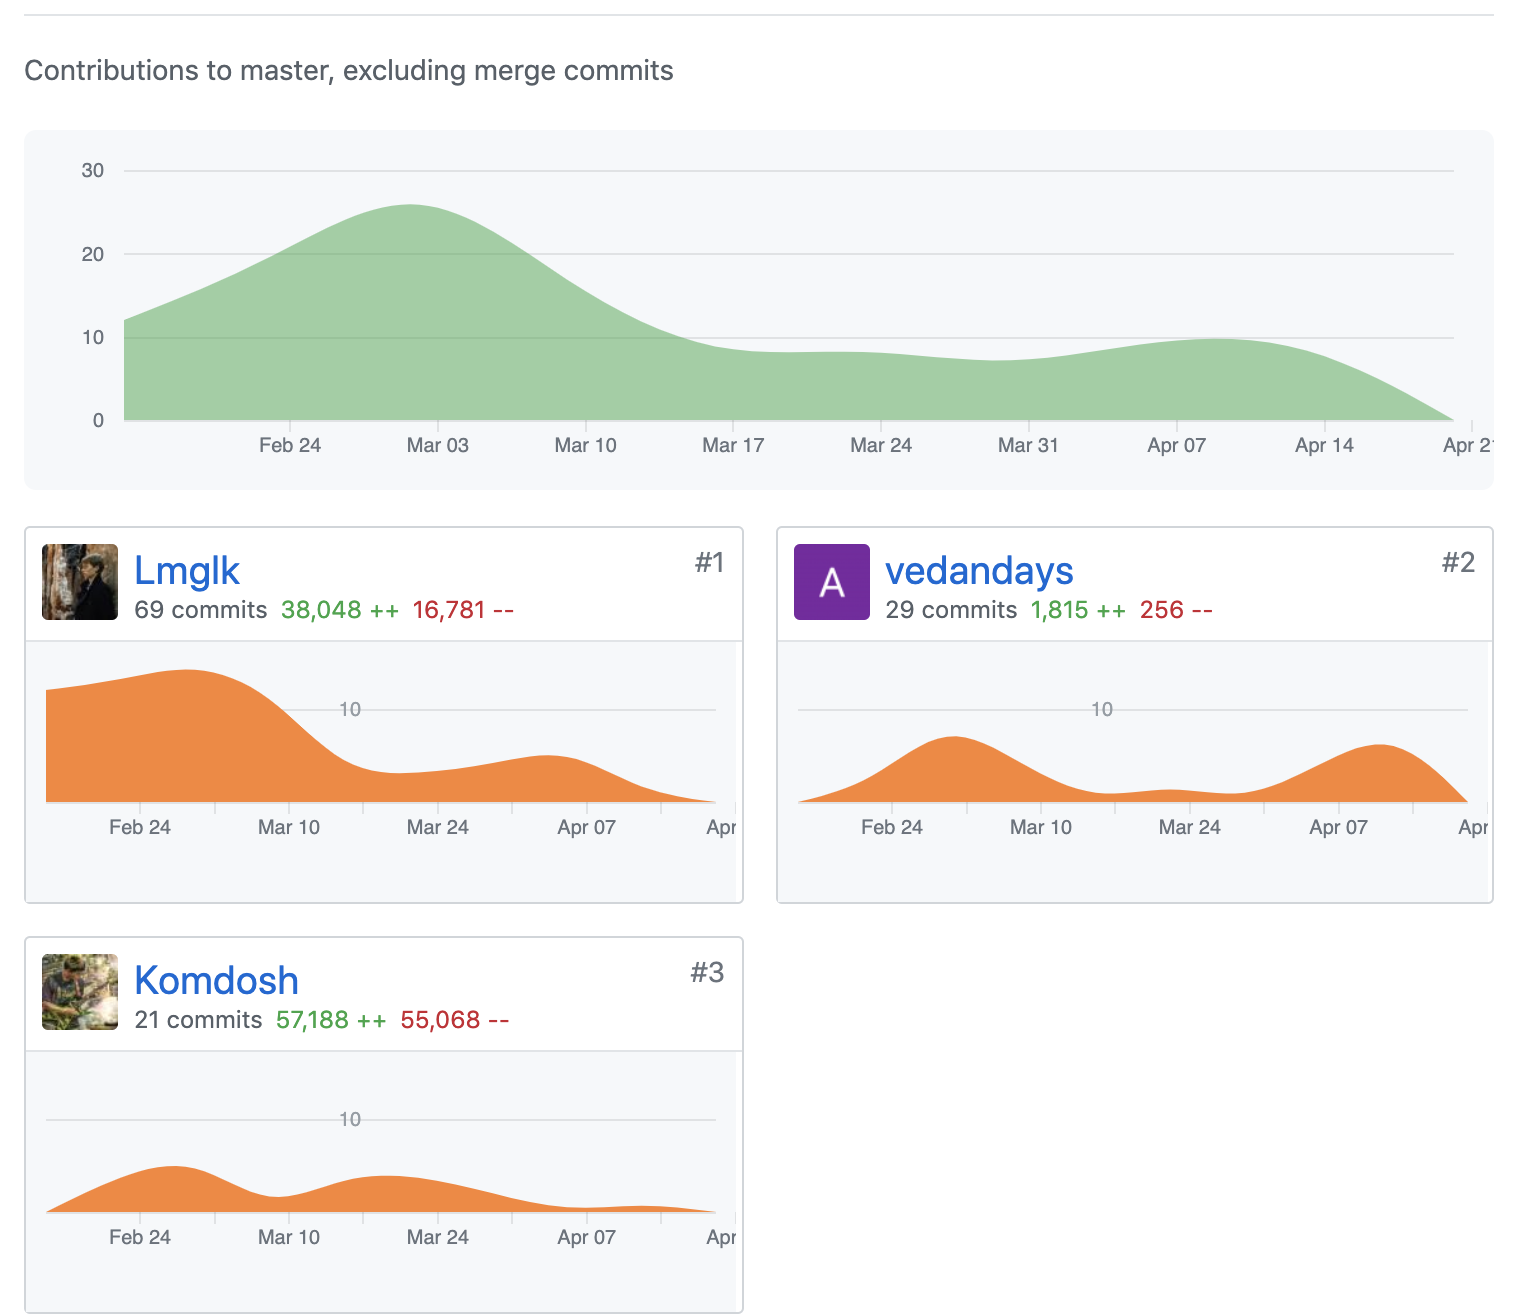 Contributions to master, excluding merge commits
30
20
10
0
Feb 24 Mar 03 Mar 10 Mar 17 Mar 24 Mar 31 Apr 07 Apr 14 Apr 21
Lmglk #1
69 commits 38,048 ++ 16,781 --
10
Feb 24 Mar 10 Mar 24 Apr 07 Apr
A
vedandays #2
29 commits 1,815 ++ 256 --
10
Feb 24 Mar 10 Mar 24 Apr 07 Apr
Komdosh #3
21 commits 57,188 ++ 55,068 --
10
Feb 24 Mar 10 Mar 24 Apr 07 Apr